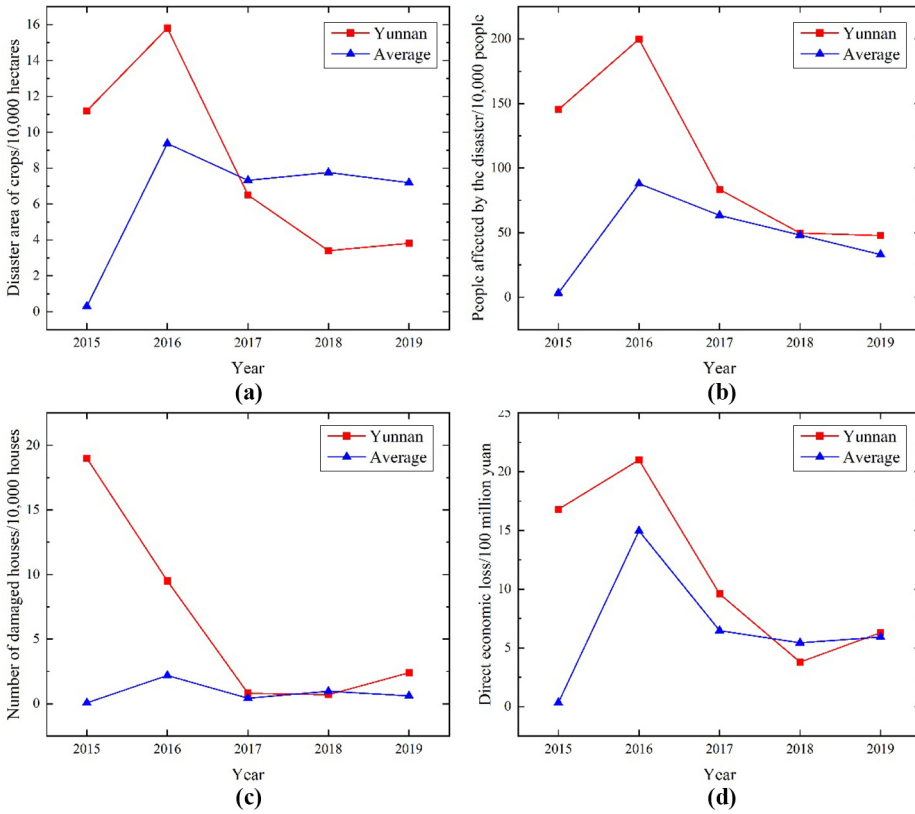 Disaster area of crops/10,000 hectares
16
14
12
10
8
6
4
2
0
Yunnan
Average
2015 2016 2017 2018 2019
Year
(a)
People affected by the disaster/10,000 people
200
150
100
50
0
Yunnan
Average
2015 2016 2017 2018 2019
Year
(b)
Number of damaged houses/10,000 houses
20
15
10
5
0
Yunnan
Average
2015 2016 2017 2018 2019
Year
(c)
Direct economic loss/100 million yuan
25
20
15
10
5
0
Yunnan
Average
2015 2016 2017 2018 2019
Year
(d)